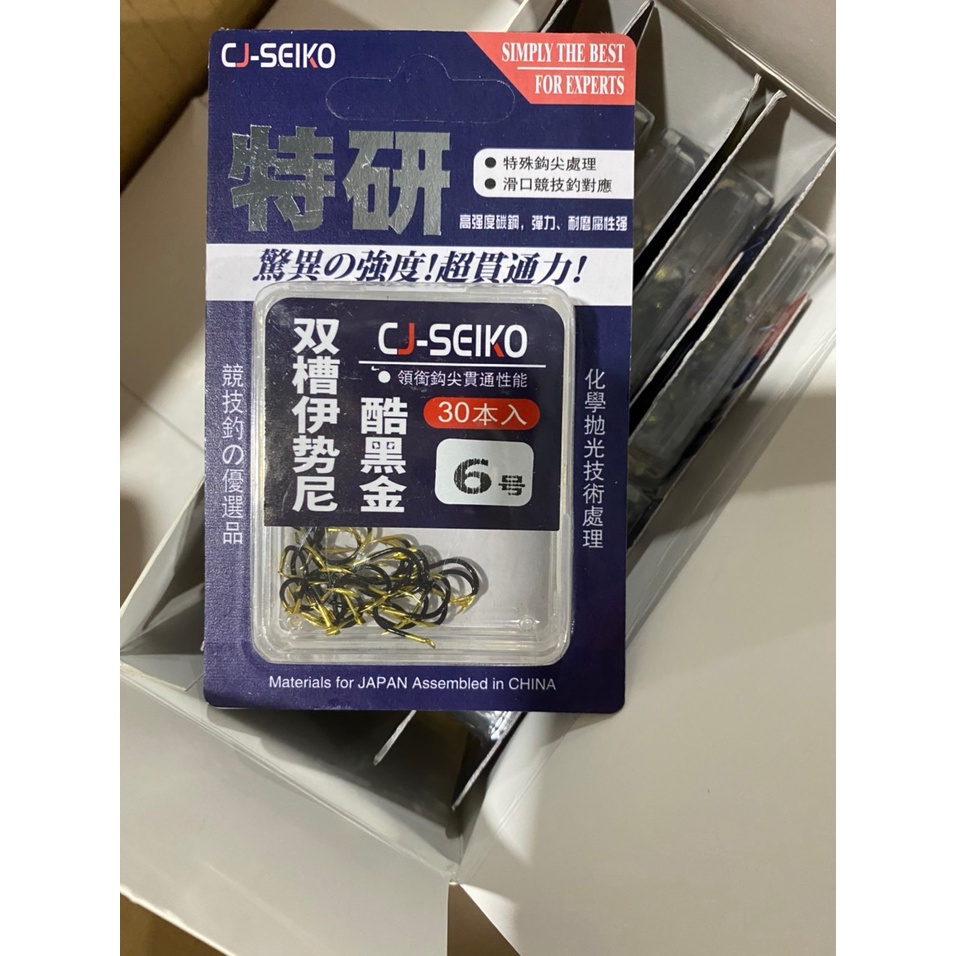 CJ-SEIKO
SIMPLY THE BEST
FOR EXPERTS
特研
● 特殊鈎尖處理
● 滑口競技釣對應
高强度碳鋼，彈力、耐磨腐性强
驚異の強度!超貫通力!
競技釣の優選品
双槽伊势尼
酷黑金
CJ-SEIKO
● 領銜鈎尖貫通性能
30本入
6号
化學抛光技術處理
Materials for JAPAN Assembled in CHINA